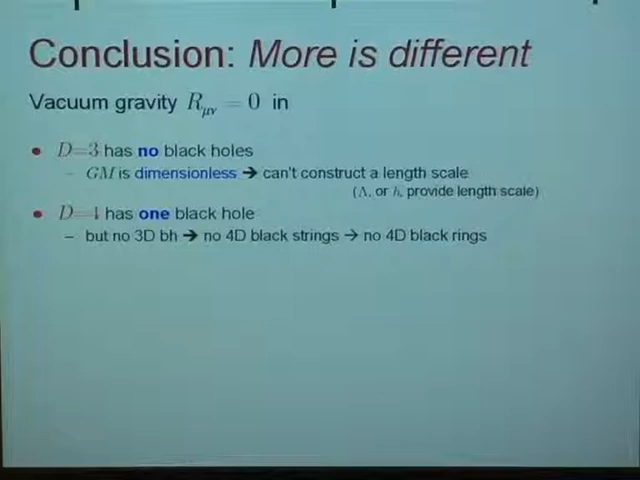 Conclusion: More is different
Vacuum gravity Rμν = 0 in
• D=3 has no black holes
– GM is dimensionless ➔ can't construct a length scale
(Λ, or ħ, provide length scale)
• D=4 has one black hole
– but no 3D bh ➔ no 4D black strings → no 4D black rings